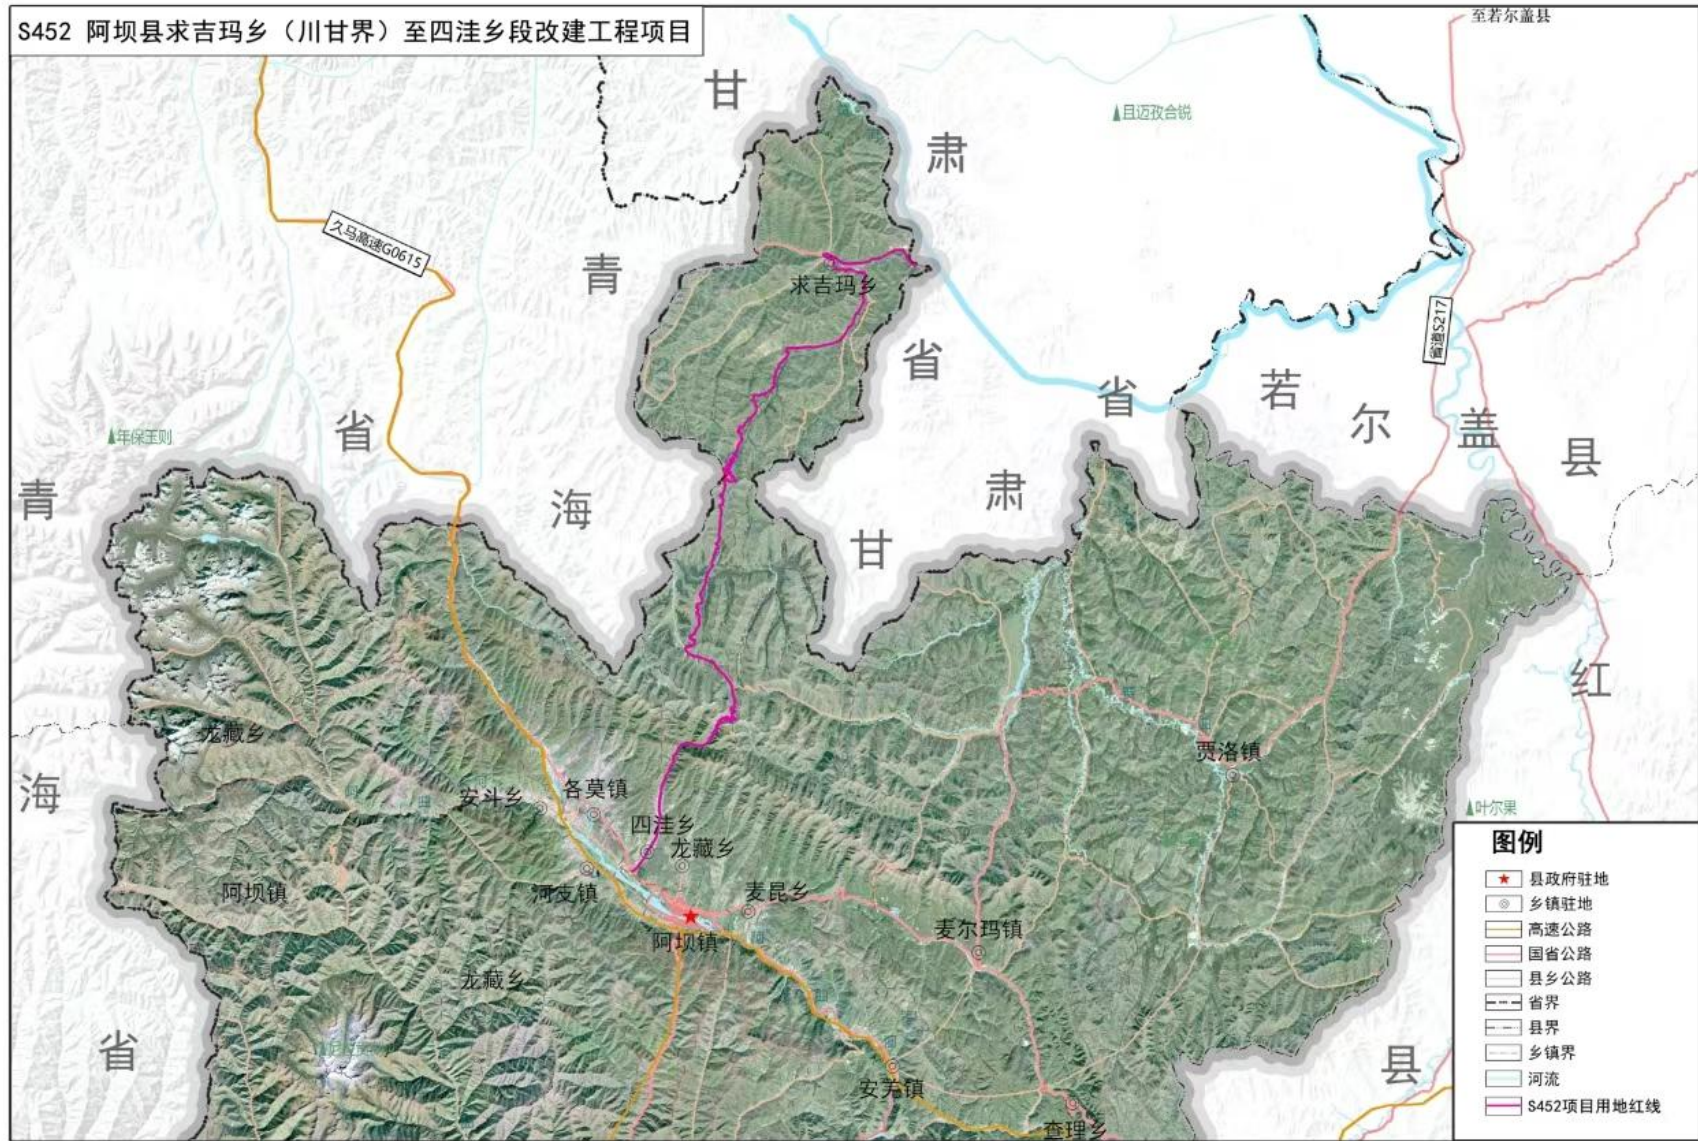 S452 阿坝县求吉玛乡（川甘界）至四洼乡段改建工程项目
至若尔盖县
甘
肃
且迈孜合锐
久马高速G0615
青
求吉玛乡
省道S217
省
省
若
尔
盖
县
年保玉则
省
青
海
肃
甘
红
龙藏乡
贾洛镇
海
安斗乡
各莫镇
四洼乡
龙藏乡
叶尔果
阿坝镇
河支镇
麦昆乡
麦尔玛镇
阿坝镇
龙藏乡
省
安羌镇
查理乡
县
图例
县政府驻地
乡镇驻地
高速公路
国省公路
县乡公路
省界
县界
乡镇界
河流
S452项目用地红线